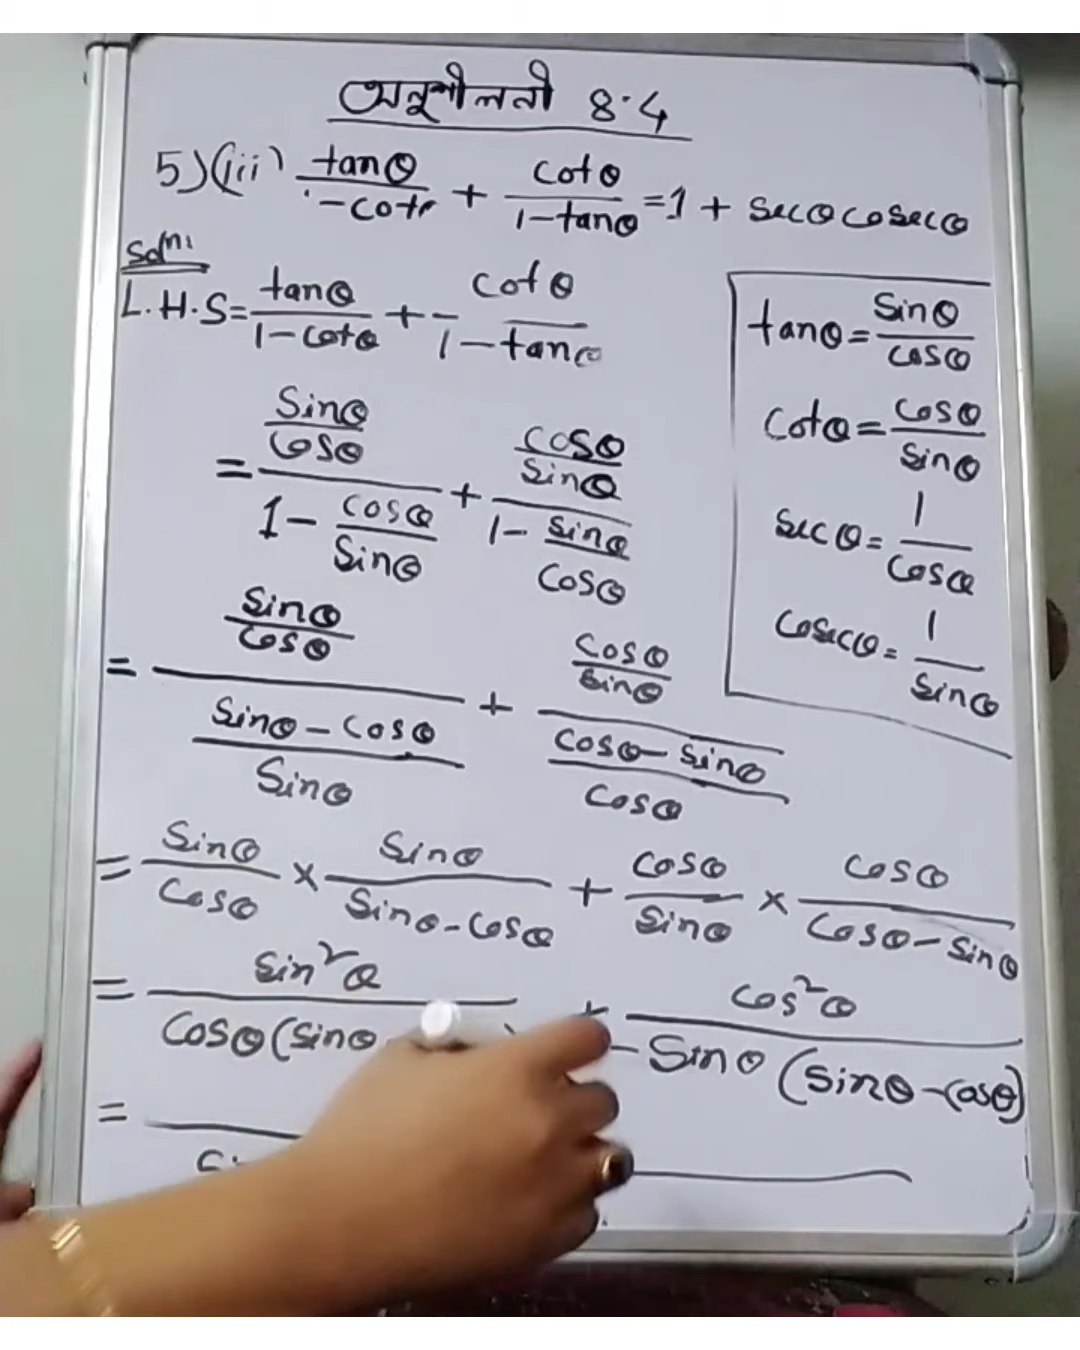 অনুশীলনী 8.4
5)(iii) tanθ/1-cotθ + cotθ/1-tanθ = 1 + secθ cosecθ
Soln:
L.H.S = tanθ/1-cotθ + cotθ/1-tanθ
= (sinθ/cosθ)/(1 - cosθ/sinθ) + (cosθ/sinθ)/(1 - sinθ/cosθ)
= (sinθ/cosθ)/((sinθ - cosθ)/sinθ) + (cosθ/sinθ)/((cosθ - sinθ)/cosθ)
= sinθ/cosθ × sinθ/(sinθ - cosθ) + cosθ/sinθ × cosθ/(cosθ - sinθ)
= sin²θ/cosθ(sinθ - ) + cos²θ/-sinθ(sinθ - cosθ)
=
tanθ = sinθ/cosθ
cotθ = cosθ/sinθ
secθ = 1/cosθ
cosecθ = 1/sinθ